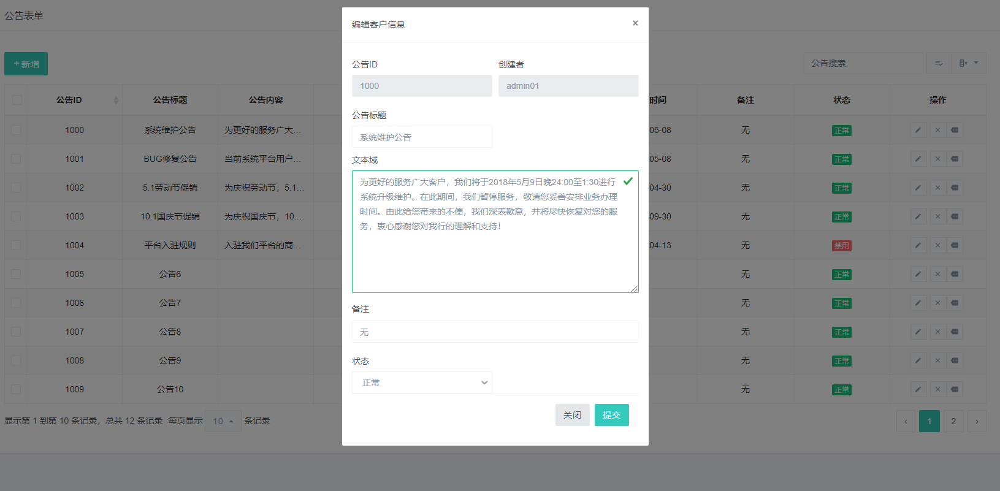 公告表单
+新增
公告搜索
公告ID 公告标题 公告内容 时间 备注 状态 操作
1000 系统维护公告 为更好的服务广大... -05-08 无 正常
1001 BUG修复公告 当前系统平台用户... -05-08 无 正常
1002 5.1劳动节促销 为庆祝劳动节，5.1... -04-30 无 正常
1003 10.1国庆节促销 为庆祝国庆节，10.... -09-30 无 正常
1004 平台入驻规则 入驻我们平台的商... -04-13 无 禁用
1005 公告6 无 正常
1006 公告7 无 正常
1007 公告8 无 正常
1008 公告9 无 正常
1009 公告10 无 正常
显示第 1 到第 10 条记录，总共 12 条记录 每页显示 10 条记录
‹ 1 2 ›
编辑客户信息 ×
公告ID 创建者
1000 admin01
公告标题
系统维护公告
文本域
为更好的服务广大客户，我们将于2018年5月9日晚24:00至1:30进行
系统升级维护。在此期间，我们暂停服务，敬请您妥善安排业务办理
时间。由此给您带来的不便，我们深表歉意，并将尽快恢复对您的服
务，衷心感谢您对我行的理解和支持！
备注
无
状态
正常
关闭 提交